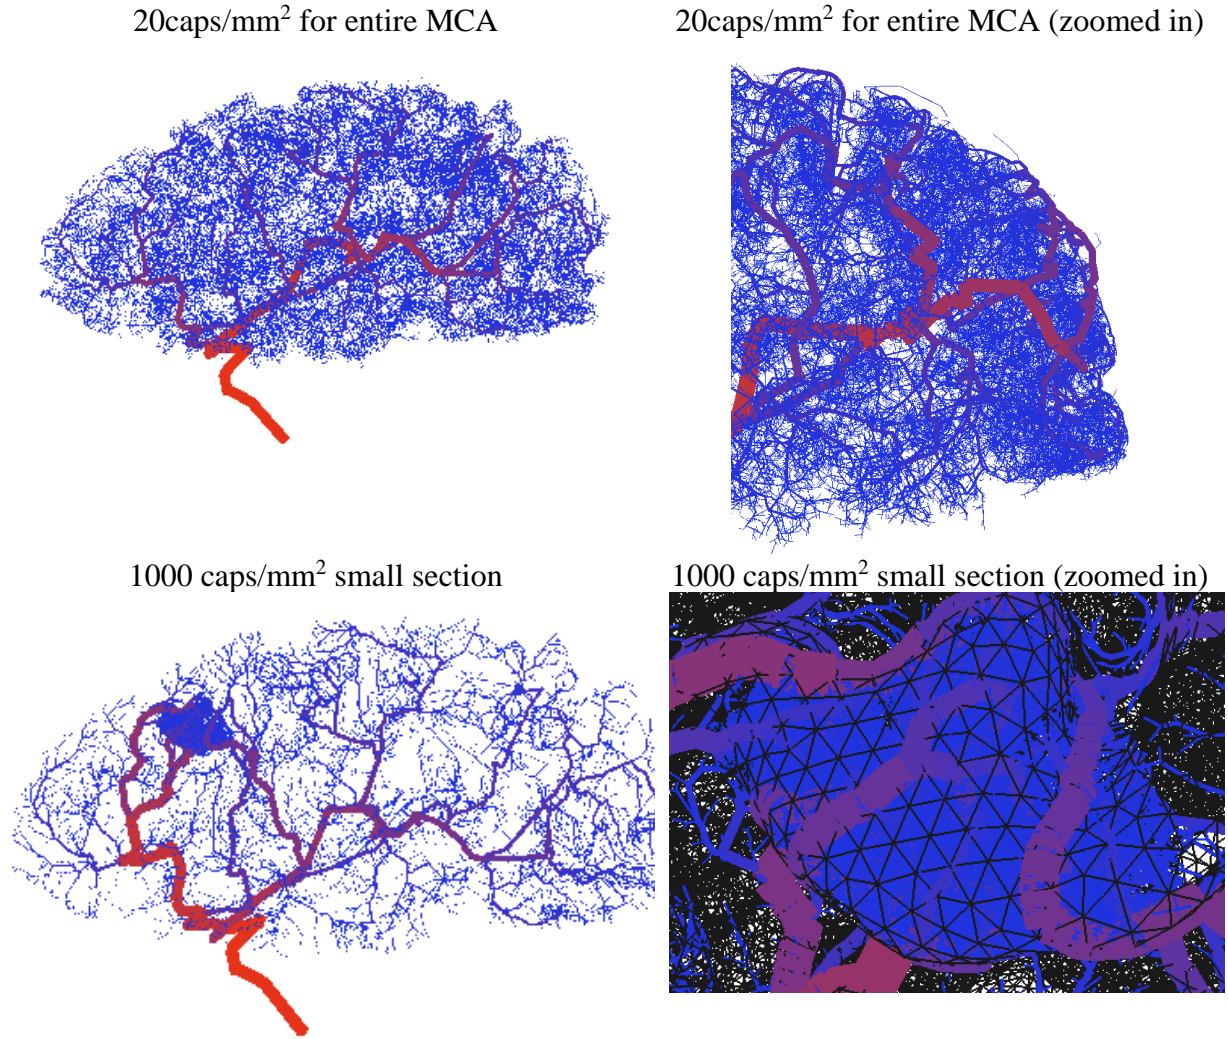 20caps/mm² for entire MCA
20caps/mm² for entire MCA (zoomed in)
1000 caps/mm² small section
1000 caps/mm² small section (zoomed in)